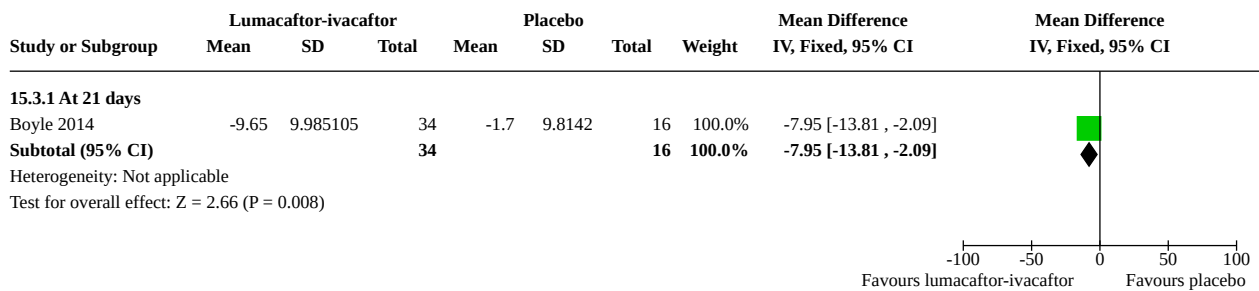 Lumacaftor-ivacaftor Placebo Mean Difference Mean Difference
Study or Subgroup Mean SD Total Mean SD Total Weight IV, Fixed, 95% CI IV, Fixed, 95% CI
15.3.1 At 21 days
Boyle 2014 -9.65 9.985105 34 -1.7 9.8142 16 100.0% -7.95 [-13.81 , -2.09]
Subtotal (95% CI) 34 16 100.0% -7.95 [-13.81 , -2.09]
Heterogeneity: Not applicable
Test for overall effect: Z = 2.66 (P = 0.008)
-100 -50 0 50 100
Favours lumacaftor-ivacaftor Favours placebo